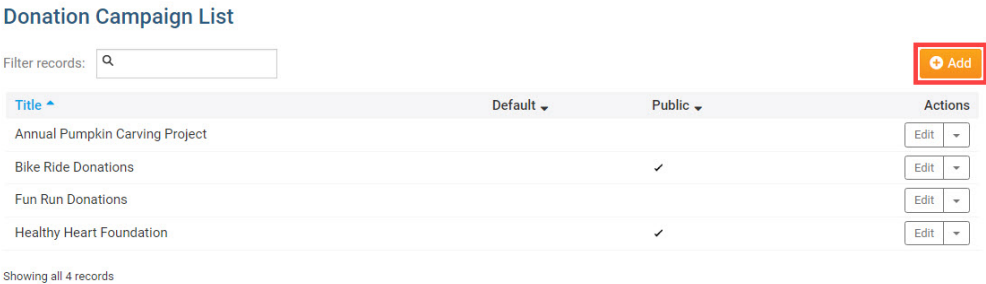 Donation Campaign List
Filter records:
Add
Title Default Public Actions
Annual Pumpkin Carving Project Edit
Bike Ride Donations Edit
Fun Run Donations Edit
Healthy Heart Foundation Edit
Showing all 4 records